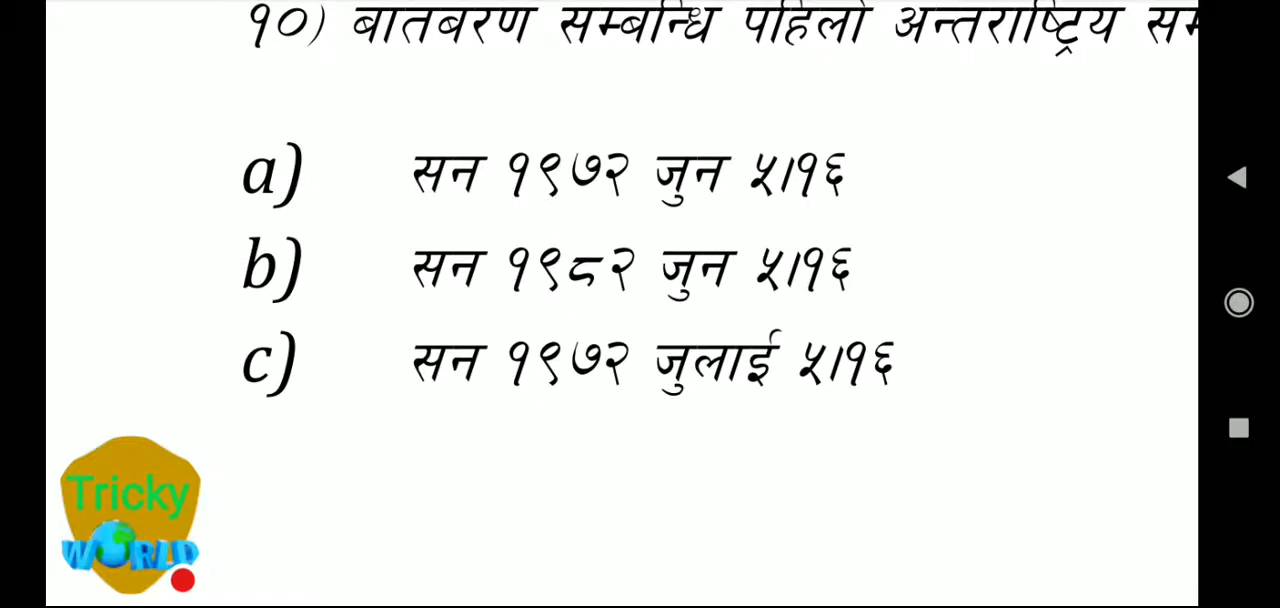 १०) बातबरण सम्बन्धि पहिलो अन्तराष्ट्रिय
a) सन १९७२ जुन ५।१६
b) सन १९८२ जुन ५।१६
c) सन १९७२ जुलाई ५।१६
Tricky
WORLD